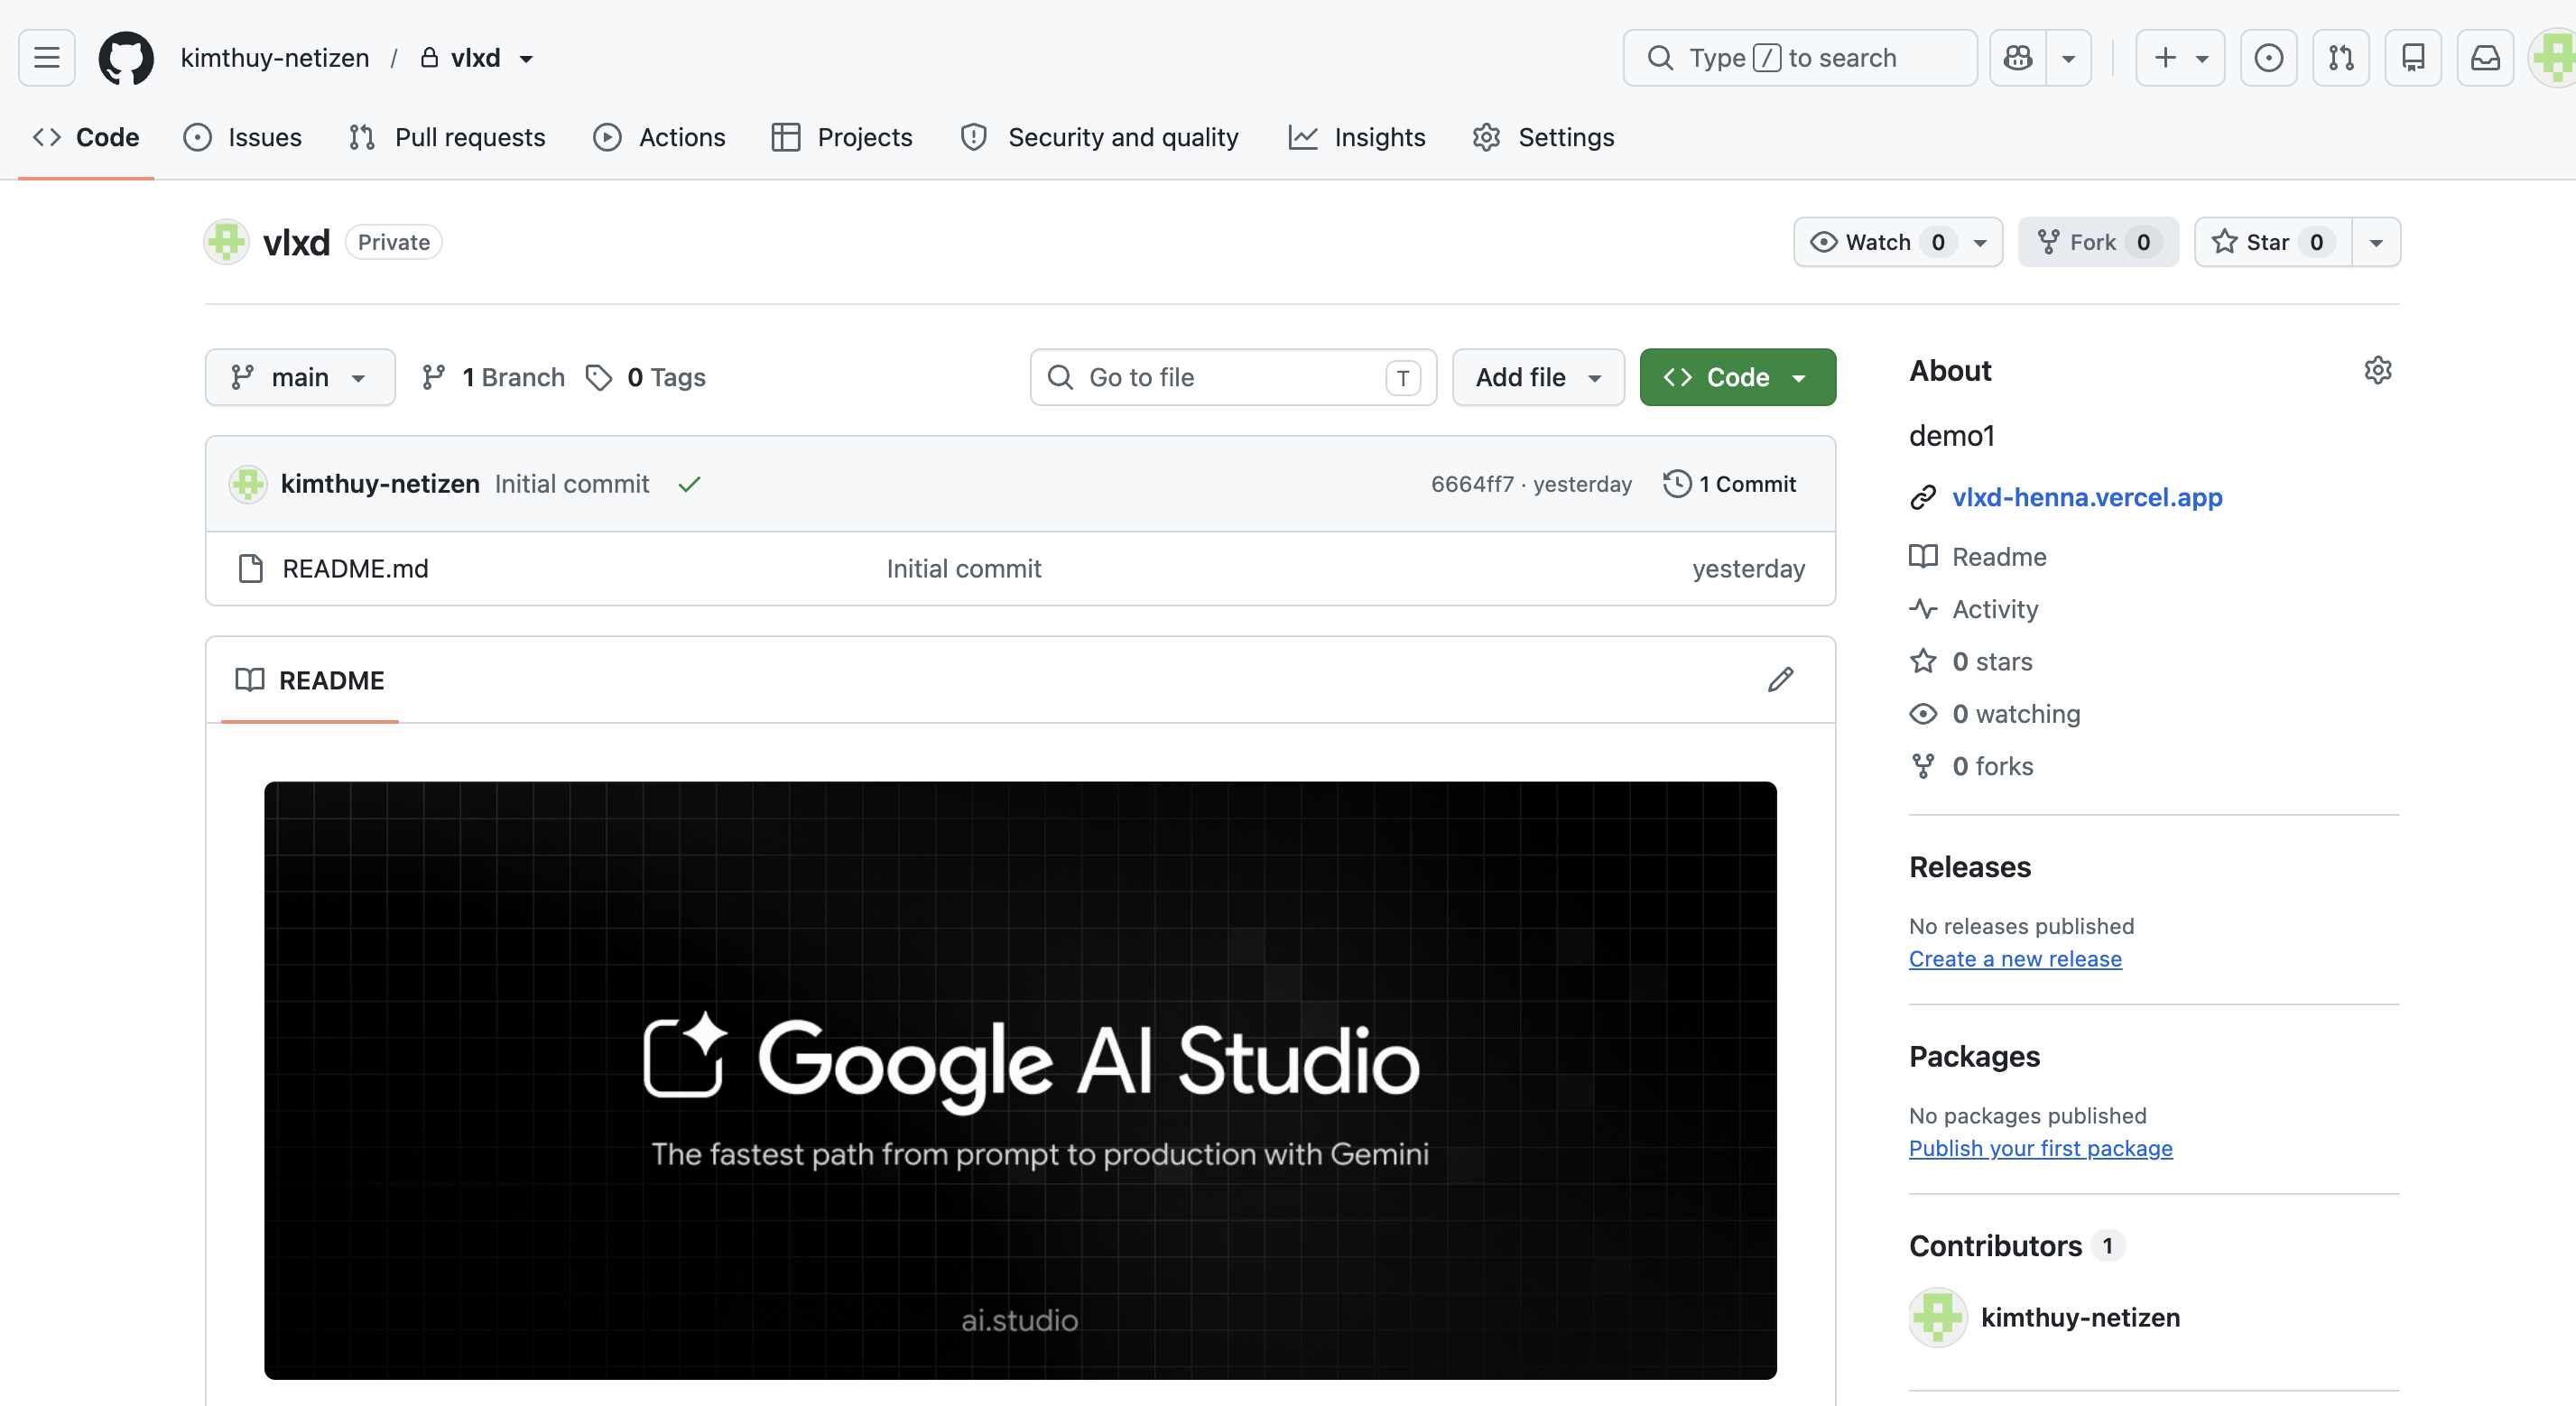 kimthuy-netizen / vlxd
Type / to search
Code Issues Pull requests Actions Projects Security and quality Insights Settings
vlxd Private
Watch 0 Fork 0 Star 0
main 1 Branch 0 Tags Go to file T Add file Code
kimthuy-netizen Initial commit 6664ff7 · yesterday 1 Commit
README.md Initial commit yesterday
README
Google AI Studio
The fastest path from prompt to production with Gemini
ai.studio
About
demo1
vlxd-henna.vercel.app
Readme
Activity
0 stars
0 watching
0 forks
Releases
No releases published
Create a new release
Packages
No packages published
Publish your first package
Contributors 1
kimthuy-netizen